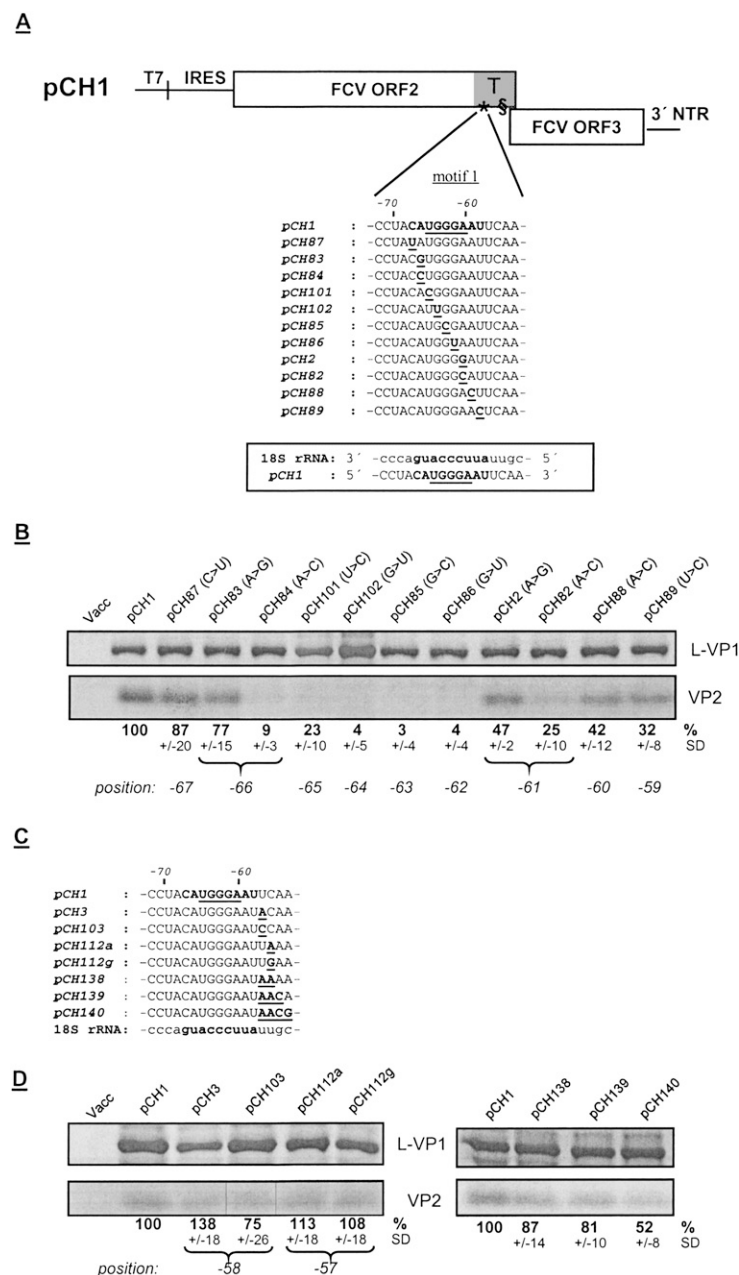 A
pCH1 T7 IRES FCV ORF2 T
* §
FCV ORF3 3´ NTR
motif 1
-70 -60
pCH1 : -CCUACAUGGGAAUUCAA-
pCH87 : -CCUAUAUGGGAAUUCAA-
pCH83 : -CCUACGUGGGAAUUCAA-
pCH84 : -CCUACCUGGGAAUUCAA-
pCH101 : -CCUACACGGGAAUUCAA-
pCH102 : -CCUACAUUGGAAUUCAA-
pCH85 : -CCUACAUGCGAAUUCAA-
pCH86 : -CCUACAUGGUAAUUCAA-
pCH2 : -CCUACAUGGGGAUUCAA-
pCH82 : -CCUACAUGGGCAUUCAA-
pCH88 : -CCUACAUGGGACUUCAA-
pCH89 : -CCUACAUGGGAACUCAA-
18S rRNA: 3´ -cccaguacccuuauugc- 5´
pCH1 : 5´ -CCUACAUGGGAAUUCAA- 3´
B
Vacc pCH1 pCH87 (C>U) pCH83 (A>G) pCH84 (A>C) pCH101 (U>C) pCH102 (G>U) pCH85 (G>C) pCH86 (G>U) pCH2 (A>G) pCH82 (A>C) pCH88 (A>C) pCH89 (U>C)
L-VP1
VP2
100 87 77 9 23 4 3 4 47 25 42 32 %
+/-20 +/-15 +/-3 +/-10 +/-5 +/-4 +/-4 +/-2 +/-10 +/-12 +/-8 SD
position: -67 -66 -65 -64 -63 -62 -61 -60 -59
C
-70 -60
pCH1 : -CCUACAUGGGAAUUCAA-
pCH3 : -CCUACAUGGGAAUACAA-
pCH103 : -CCUACAUGGGAAUCCAA-
pCH112a : -CCUACAUGGGAAUUAAA-
pCH112g : -CCUACAUGGGAAUUGAA-
pCH138 : -CCUACAUGGGAAUAAAA-
pCH139 : -CCUACAUGGGAAUAACA-
pCH140 : -CCUACAUGGGAAUAACG-
18S rRNA: -cccaguacccuuauugc-
D
Vacc pCH1 pCH3 pCH103 pCH112a pCH112g pCH1 pCH138 pCH139 pCH140
L-VP1 L-VP1
VP2 VP2
100 138 75 113 108 % 100 87 81 52 %
+/-18 +/-26 +/-18 +/-18 SD +/-14 +/-10 +/-8 SD
position: -58 -57